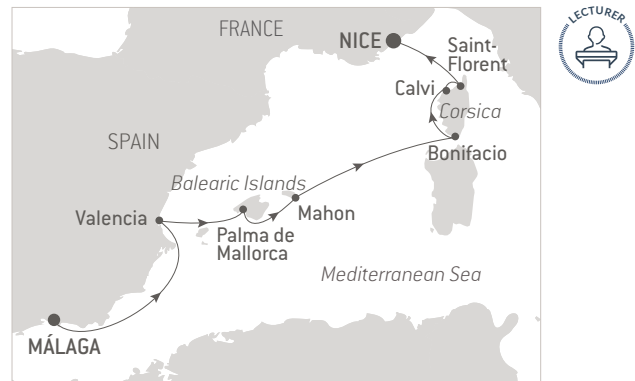 LECTURER
FRANCE
NICE
Saint-
Florent
Calvi
Corsica
SPAIN
Bonifacio
Balearic Islands
Valencia
Mahon
Palma de
Mallorca
Mediterranean Sea
MÁLAGA